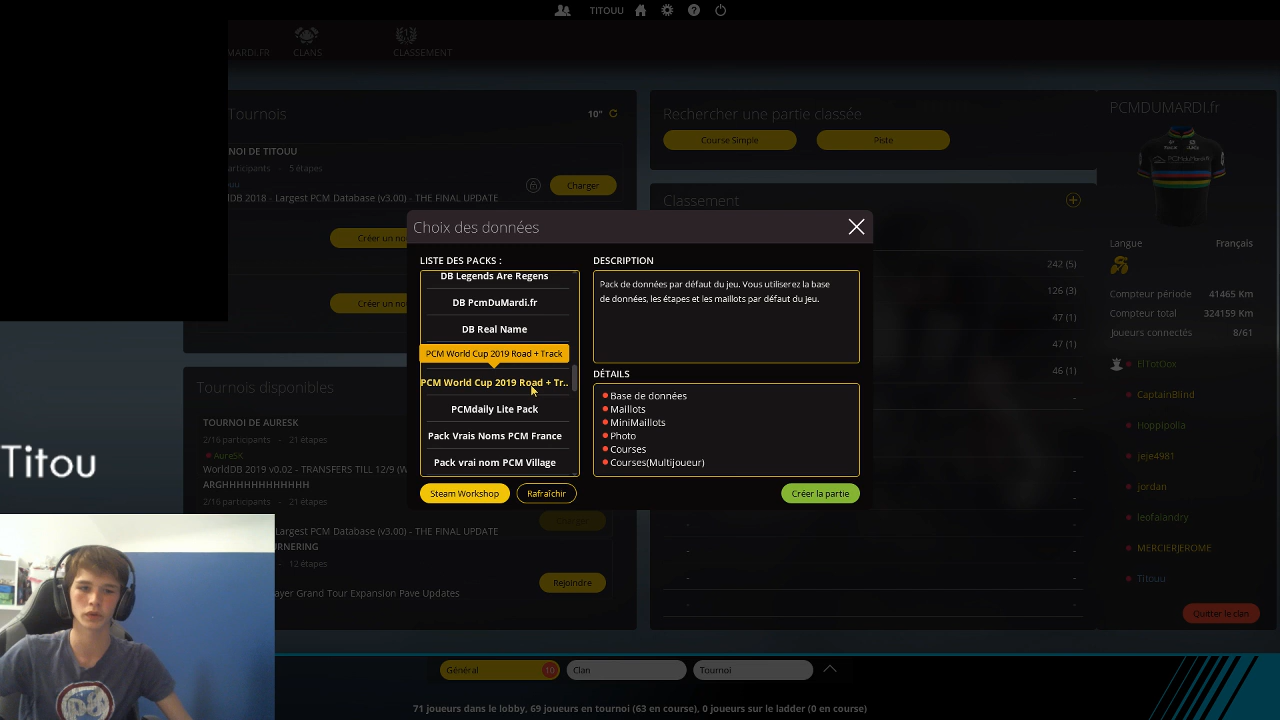 TITOUU
MARDI.FR
CLANS
CLASSEMENT
Tournois
10"
Rechercher une partie classée
Course Simple
Piste
PCMDUMARDI.fr
NOI DE TITOUU
participants - 5 étapes
uu
Charger
DB 2018 - Largest PCM Database (v3.00) - THE FINAL UPDATE
Classement
Créer un no
Créer un no
Choix des données
LISTE DES PACKS :
DB Legends Are Regens
DB PcmDuMardi.fr
DB Real Name
PCM World Cup 2019 Road + Track
PCM World Cup 2019 Road + Tr..
PCMdaily Lite Pack
Pack Vrais Noms PCM France
Pack vrai nom PCM Village
Steam Workshop
Rafraîchir
DESCRIPTION
Pack de données par défaut du jeu. Vous utiliserez la base
de données, les étapes et les maillots par défaut du jeu.
DÉTAILS
Base de données
Maillots
MiniMaillots
Photo
Courses
Courses(Multijoueur)
Créer la partie
242 (5)
126 (3)
47 (1)
47 (1)
46 (1)
-
-
-
-
Langue
Français
Compteur période
41465 Km
Compteur total
324159 Km
Joueurs connectés
8/61
ElTotOox
CaptainBlind
Hoppipolla
jeje4981
jordan
leofalandry
MERCIERJEROME
Titouu
Quitter le clan
Tournois disponibles
TOURNOI DE AURESK
2/16 participants - 21 étapes
AureSK
WorldDB 2019 v0.02 - TRANSFERS TILL 12/9 (W
ARGHHHHHHHHHHH
2/16 participants - 21 étapes
Largest PCM Database (v3.00) - THE FINAL UPDATE
URNERING
- 12 étapes
Rejoindre
ayer Grand Tour Expansion Pave Updates
Titou
Général
10
Clan
Tournoi
71 joueurs dans le lobby, 69 joueurs en tournoi (63 en course), 0 joueurs sur le ladder (0 en course)